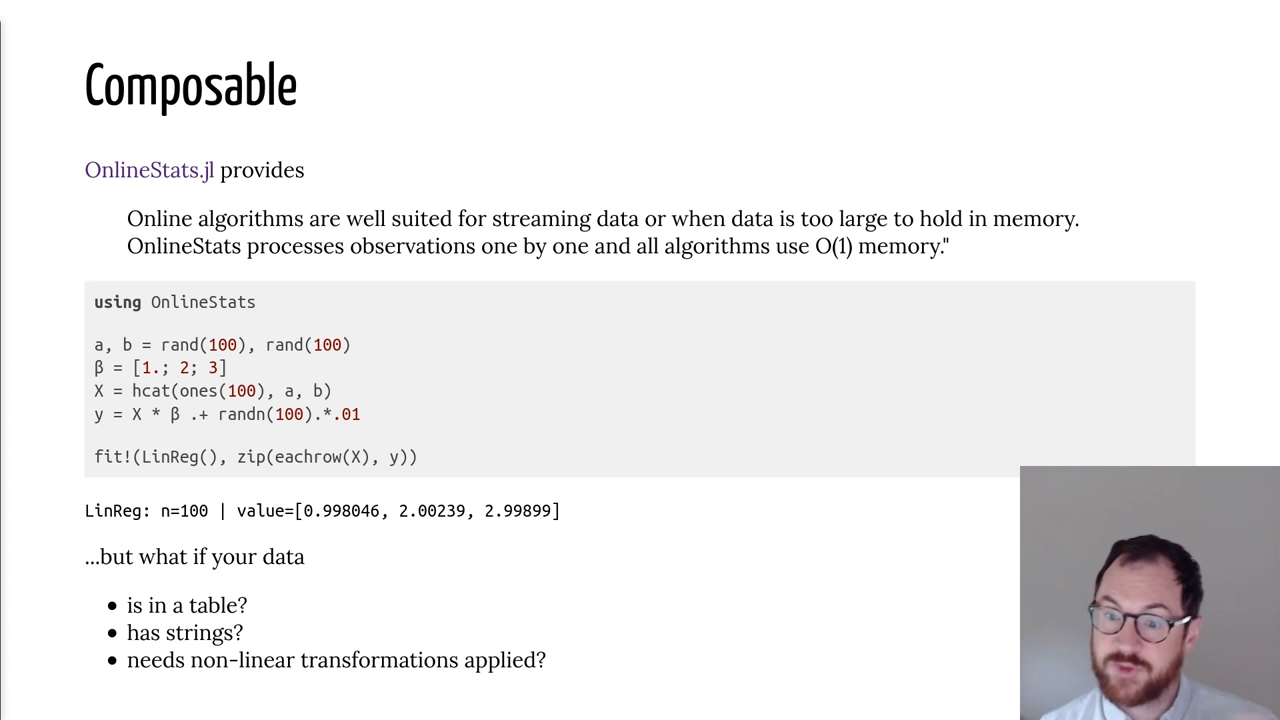 Composable
OnlineStats.jl provides
Online algorithms are well suited for streaming data or when data is too large to hold in memory.
OnlineStats processes observations one by one and all algorithms use O(1) memory."
using OnlineStats
a, b = rand(100), rand(100)
β = [1.; 2; 3]
X = hcat(ones(100), a, b)
y = X * β .+ randn(100).*.01
fit!(LinReg(), zip(eachrow(X), y))
LinReg: n=100 | value=[0.998046, 2.00239, 2.99899]
...but what if your data
• is in a table?
• has strings?
• needs non-linear transformations applied?